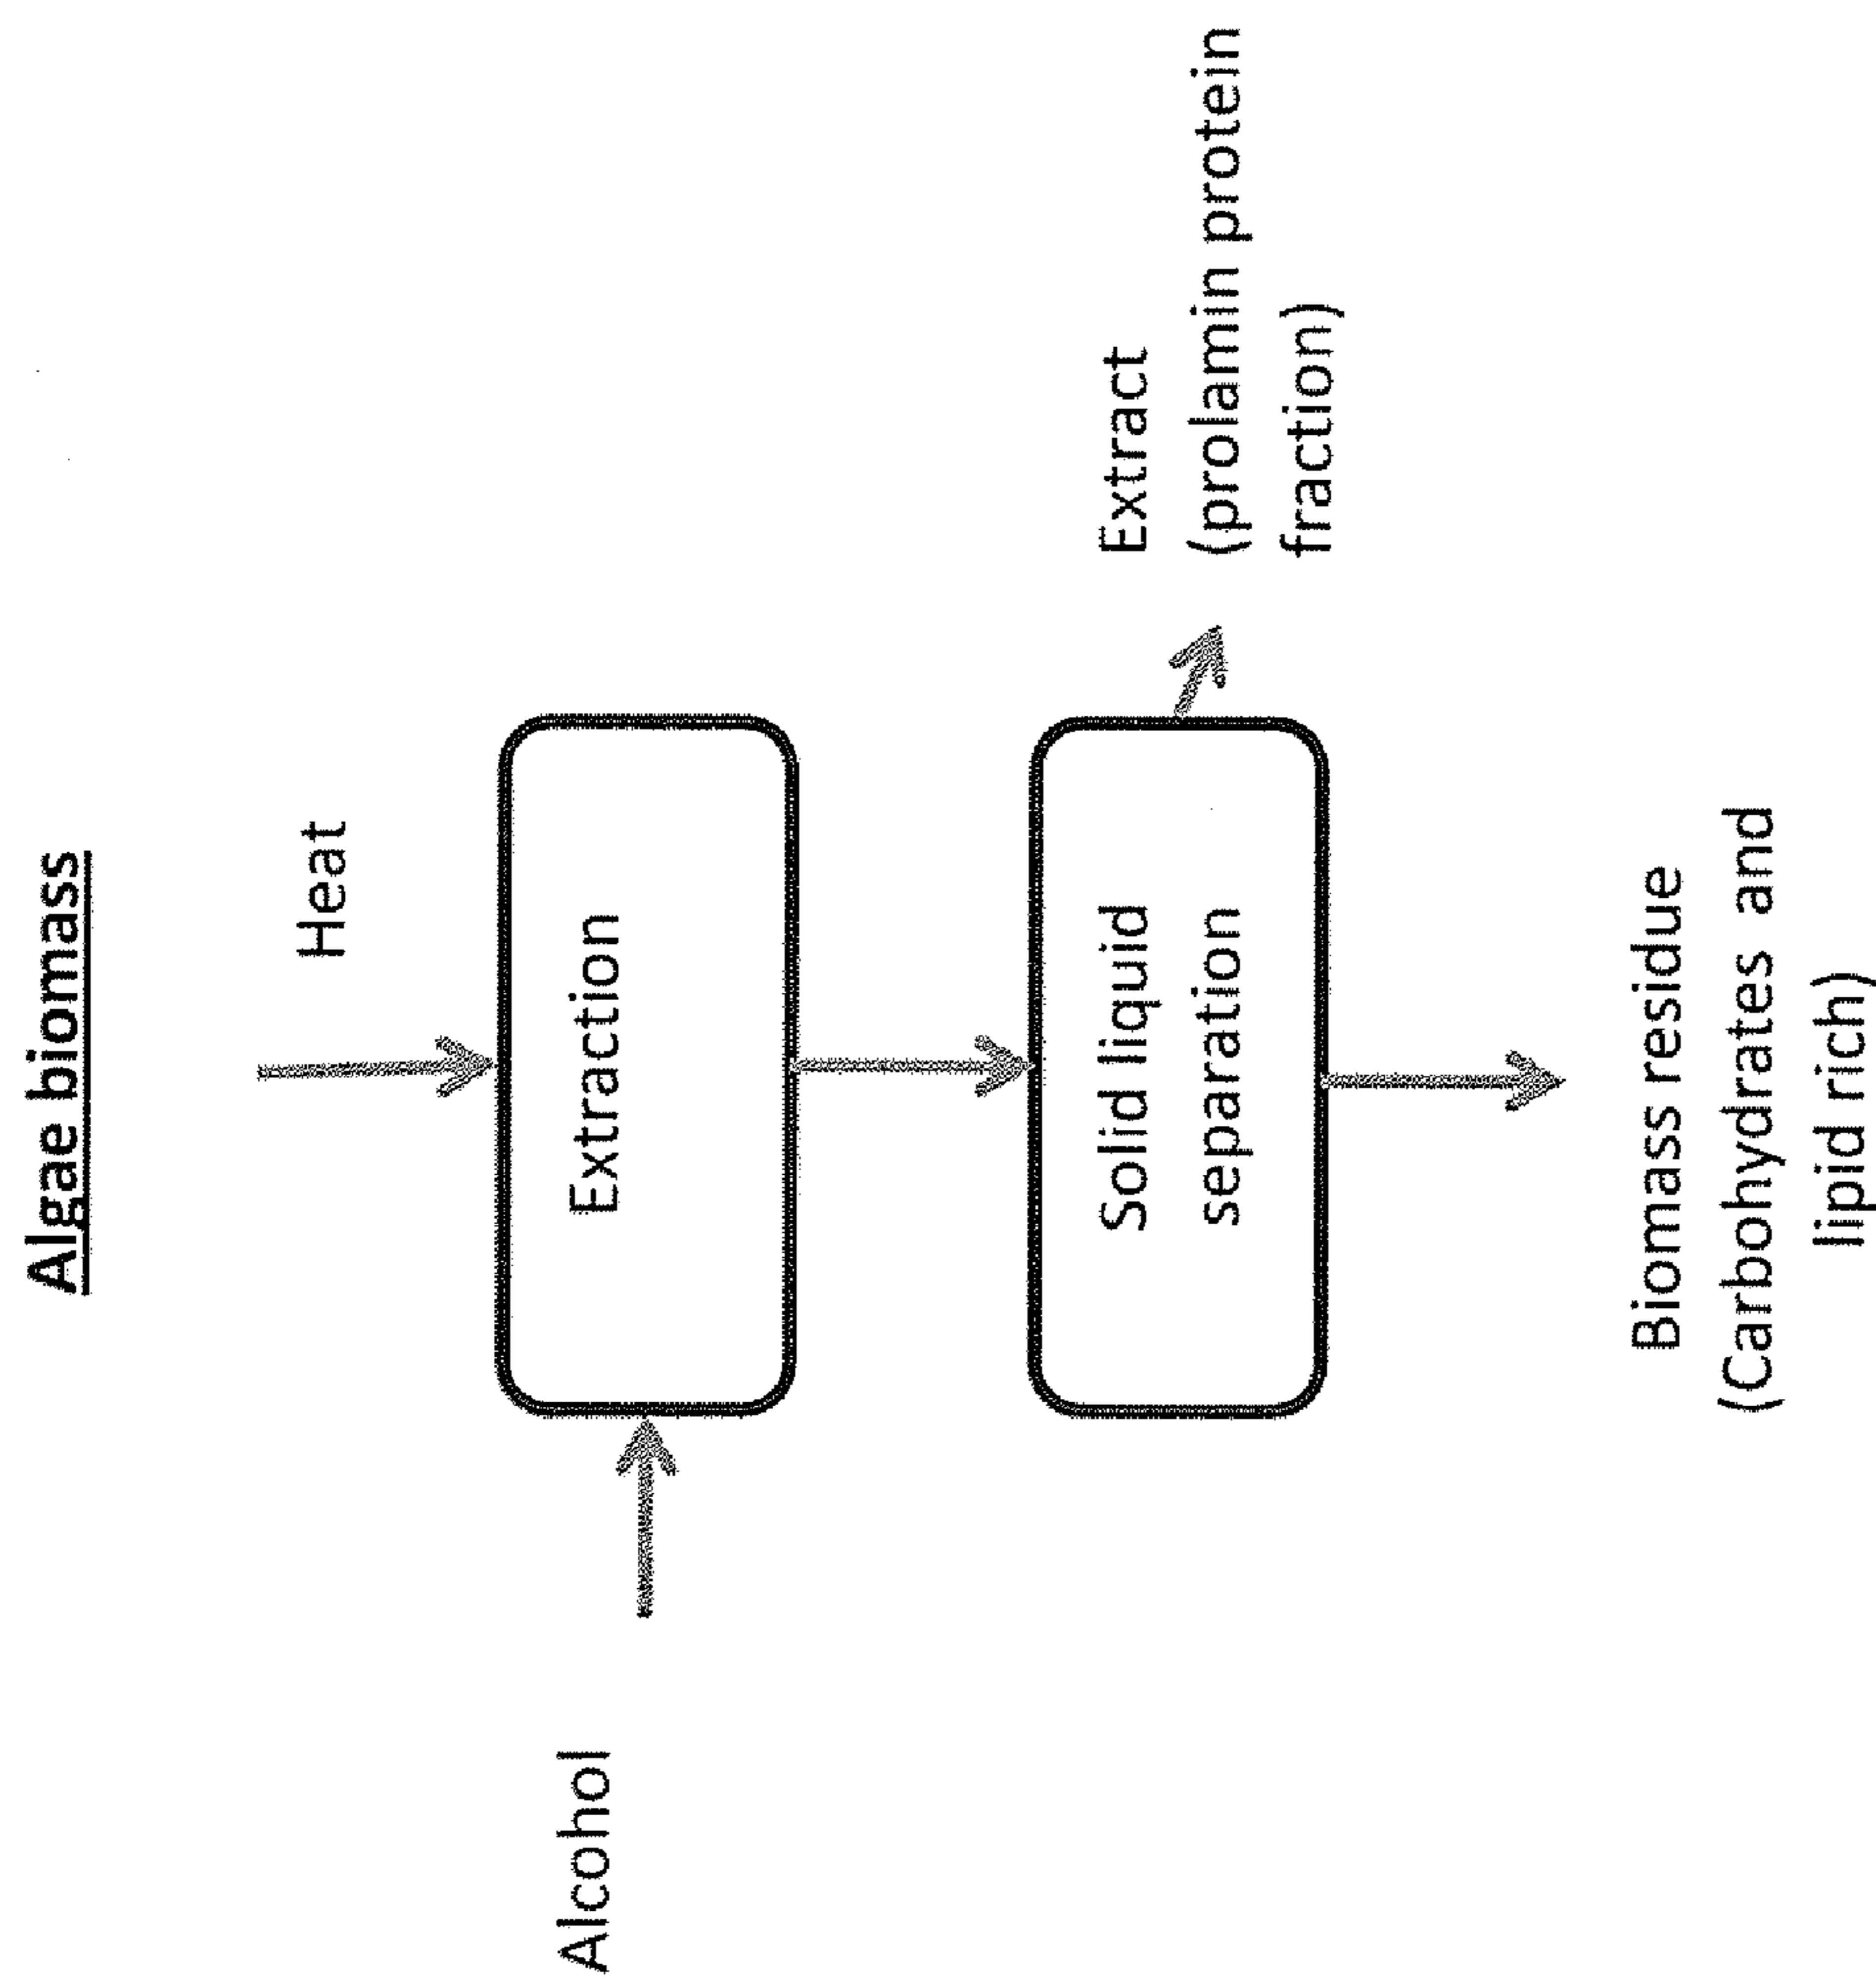 Algae biomass
Heat
Alcohol
Extraction
Solid liquid
separation
Extract
(prolamin protein
fraction)
Biomass residue
(Carbohydrates and
lipid rich)